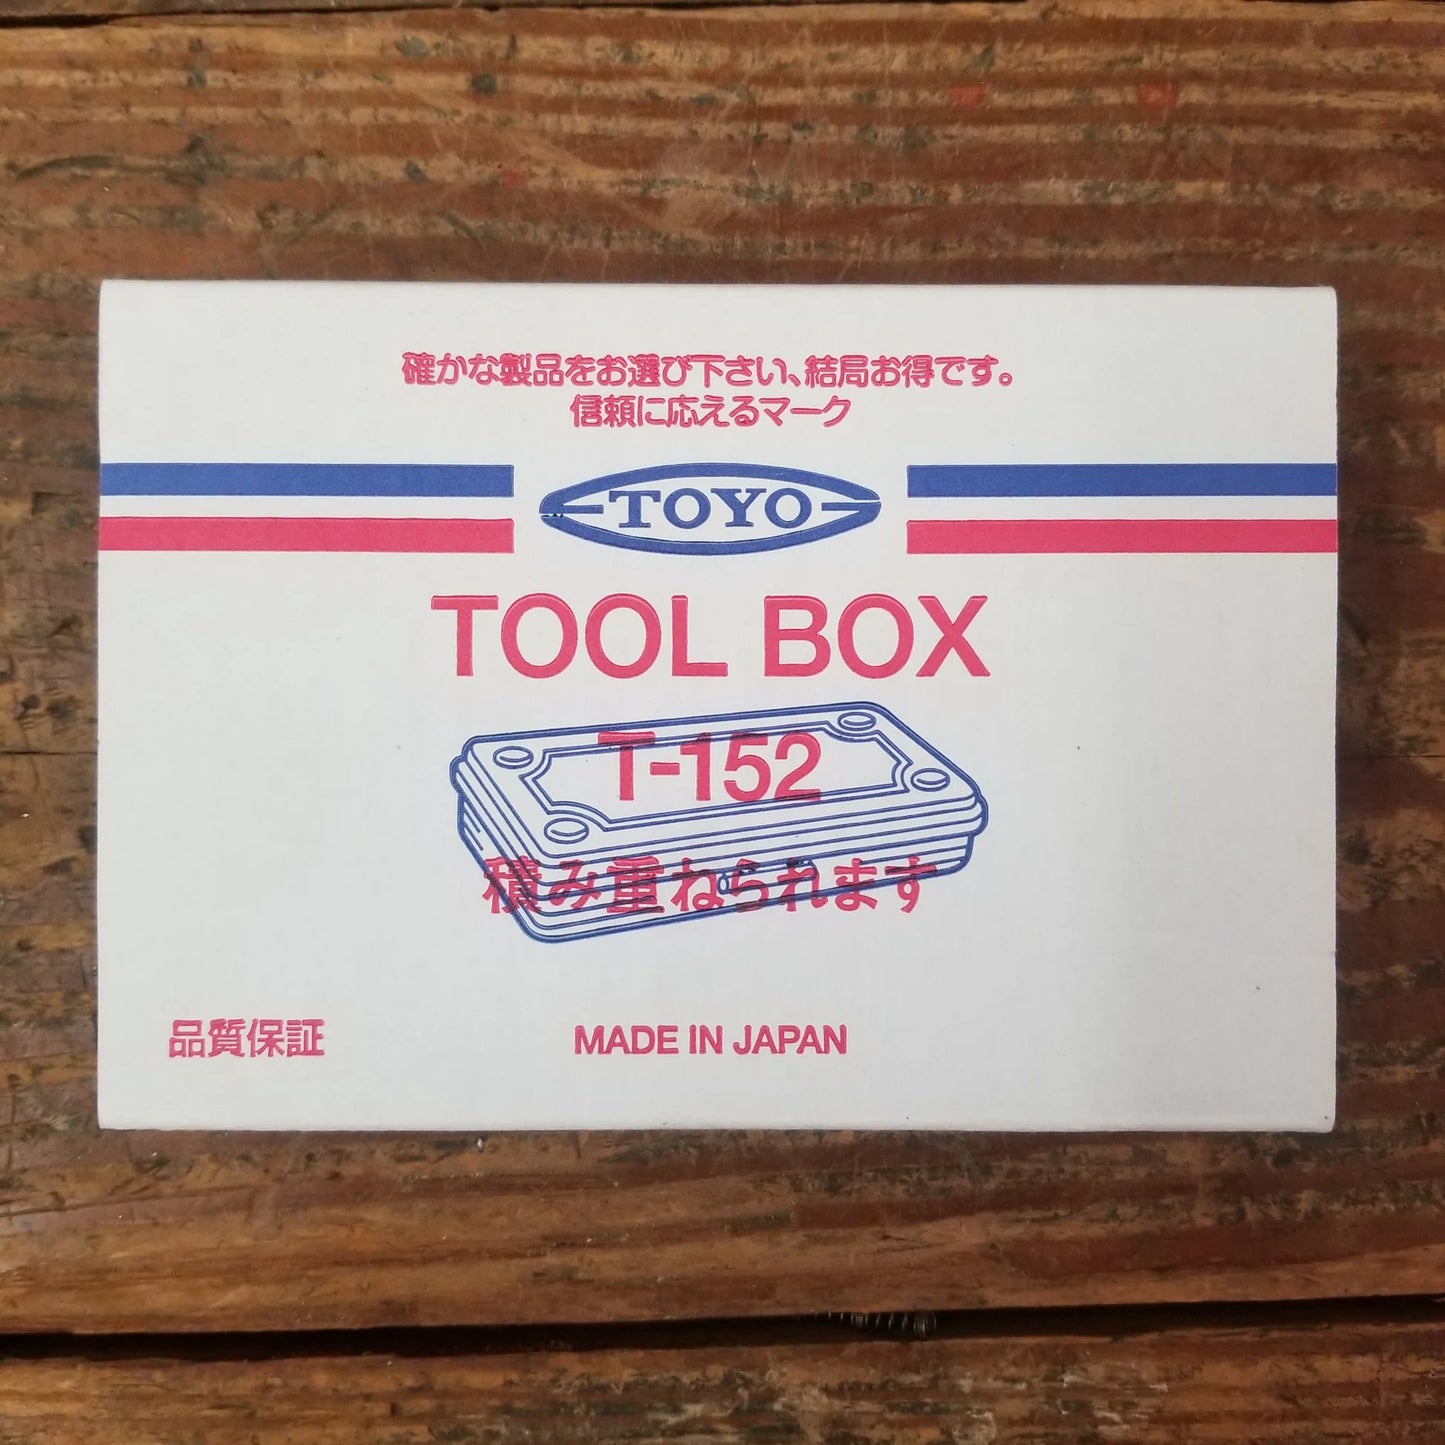 確かな製品をお選び下さい、結局お得です。
信頼に応えるマーク
TOYO
TOOL BOX
T-152
積み重ねられます
品質保証
MADE IN JAPAN